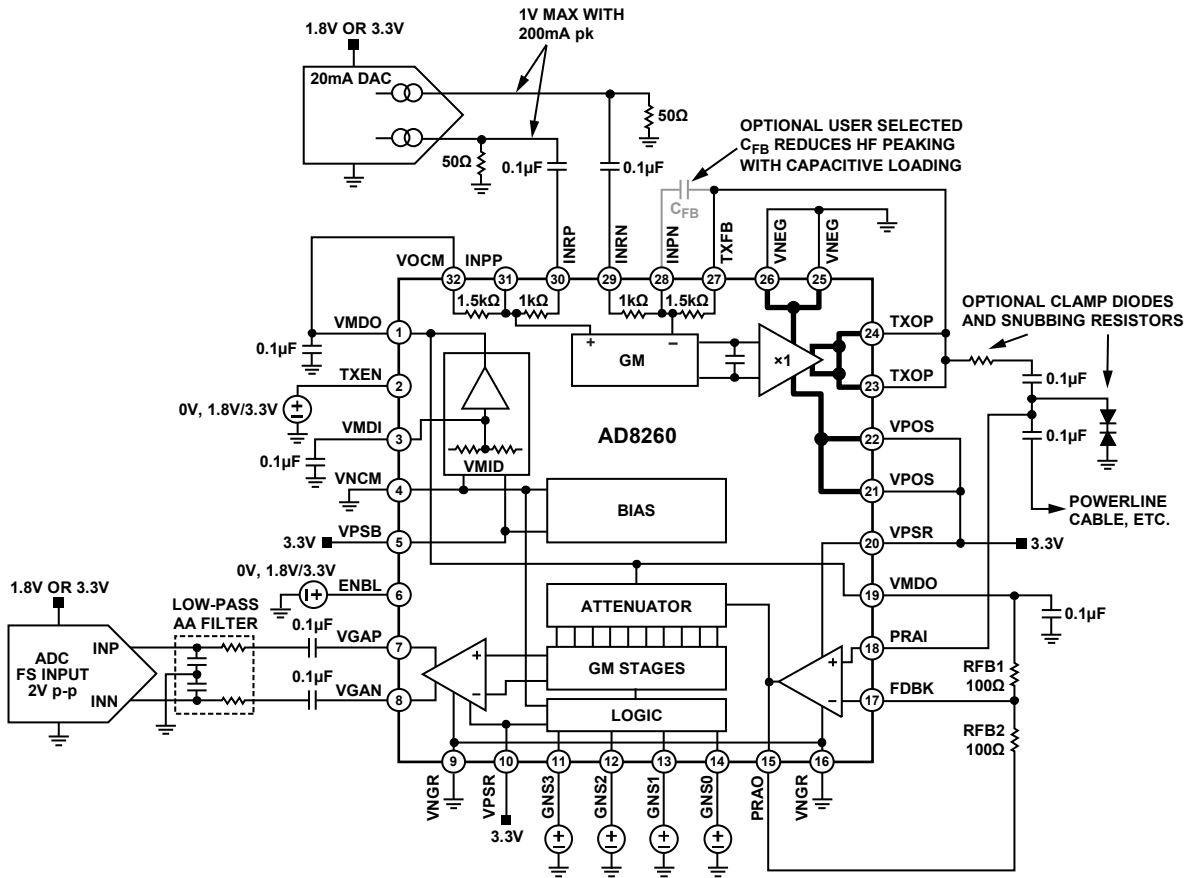 1V MAX WITH
200mA pk
1.8V OR 3.3V
20mA DAC
50Ω
50Ω
0.1µF
0.1µF
OPTIONAL USER SELECTED
CFB REDUCES HF PEAKING
WITH CAPACITIVE LOADING
CFB
VOCM
INPP
INRP
INRN
INPN
TXFB
VNEG
VNEG
32
31
30
29
28
27
26
25
1.5kΩ
1kΩ
1kΩ
1.5kΩ
VMDO
1
0.1µF
TXEN
2
0V, 1.8V/3.3V
+
–
VMDI
3
0.1µF
VNCM
4
VPSB
5
3.3V
0V, 1.8V/3.3V
ENBL
6
+
–
VGAP
7
VGAN
8
0.1µF
0.1µF
1.8V OR 3.3V
LOW-PASS
AA FILTER
ADC
FS INPUT
2V p-p
INP
INN
+
–
GM
×1
AD8260
VMID
BIAS
ATTENUATOR
GM STAGES
LOGIC
+
–
+
–
24
TXOP
23
TXOP
22
VPOS
21
VPOS
20
VPSR
3.3V
19
VMDO
0.1µF
18
PRAI
17
FDBK
RFB1
100Ω
RFB2
100Ω
OPTIONAL CLAMP DIODES
AND SNUBBING RESISTORS
0.1µF
0.1µF
POWERLINE
CABLE, ETC.
9
10
11
12
13
14
15
16
VNGR
VPSR
GNS3
GNS2
GNS1
GNS0
PRAO
VNGR
3.3V
+
–
+
–
+
–
+
–